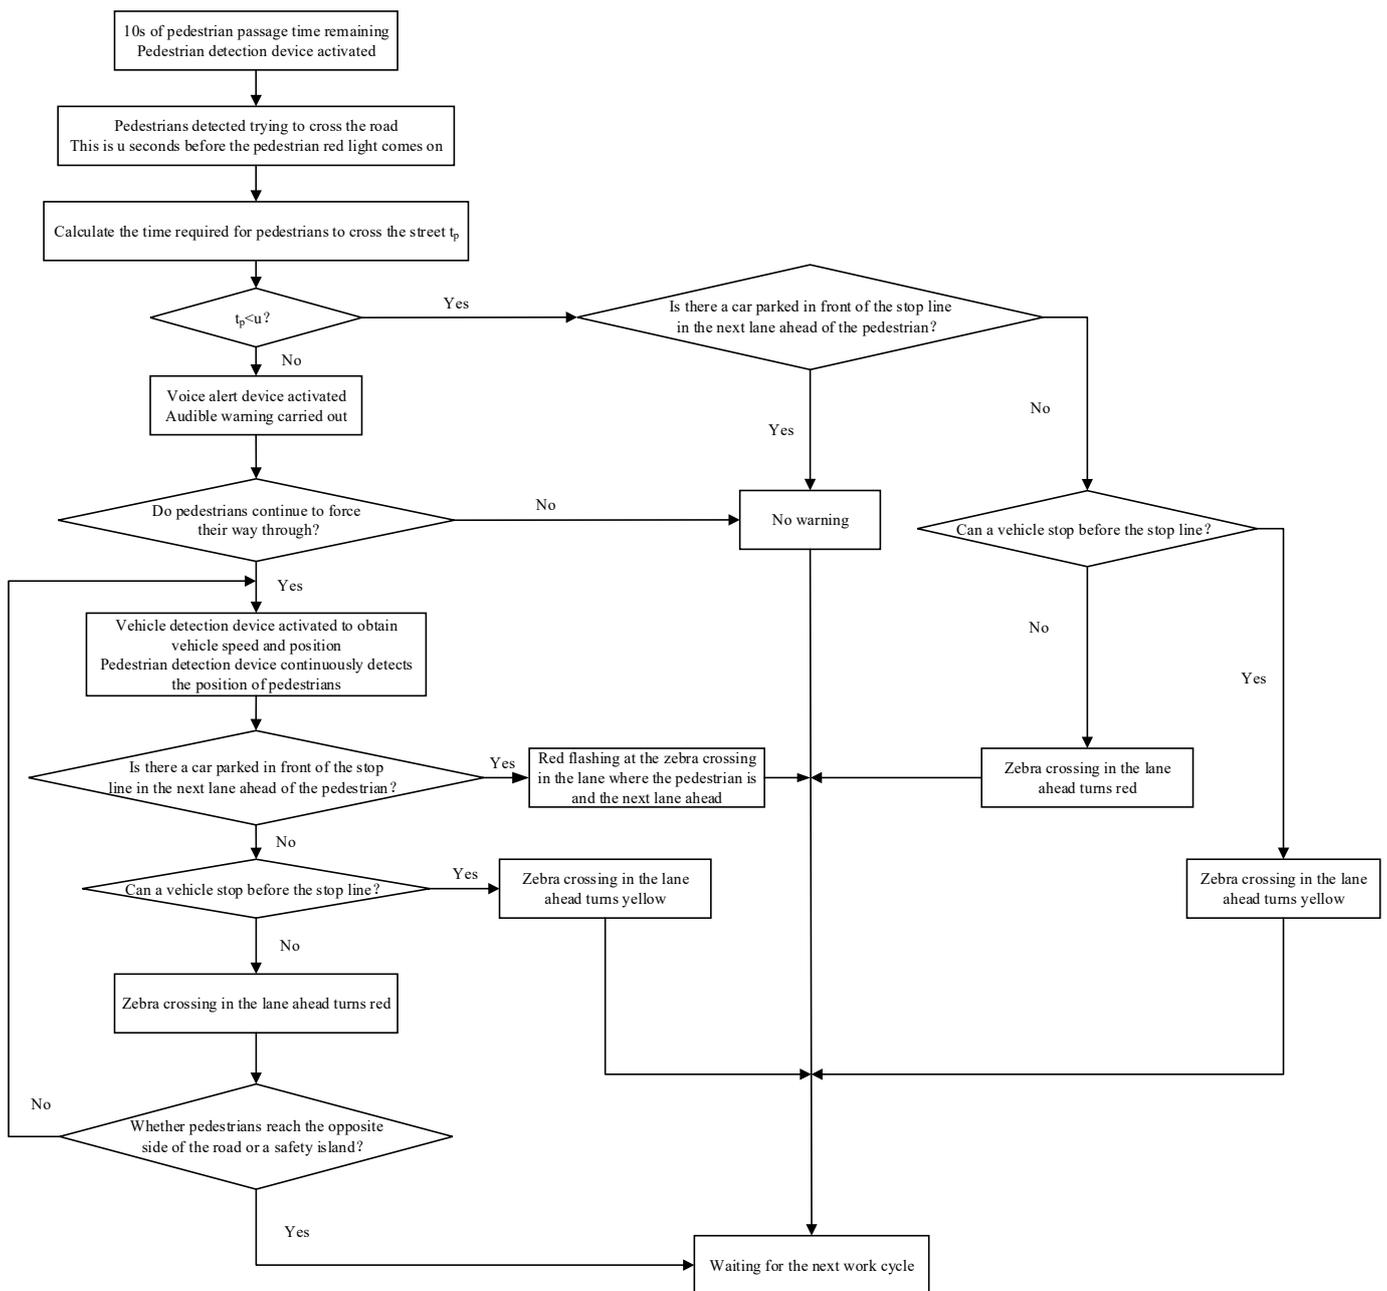 10s of pedestrian passage time remaining
Pedestrian detection device activated
Pedestrians detected trying to cross the road
This is u seconds before the pedestrian red light comes on
Calculate the time required for pedestrians to cross the street tp
tp<u?
Yes
Is there a car parked in front of the stop line
in the next lane ahead of the pedestrian?
No
Voice alert device activated
Audible warning carried out
Yes
No
Do pedestrians continue to force
their way through?
No
No warning
Can a vehicle stop before the stop line?
Yes
Vehicle detection device activated to obtain
vehicle speed and position
Pedestrian detection device continuously detects
the position of pedestrians
No
Yes
Is there a car parked in front of the stop
line in the next lane ahead of the pedestrian?
Yes
Red flashing at the zebra crossing
in the lane where the pedestrian is
and the next lane ahead
Zebra crossing in the lane
ahead turns red
No
Can a vehicle stop before the stop line?
Yes
Zebra crossing in the lane
ahead turns yellow
Zebra crossing in the lane
ahead turns yellow
No
Zebra crossing in the lane ahead turns red
No
Whether pedestrians reach the opposite
side of the road or a safety island?
Yes
Waiting for the next work cycle